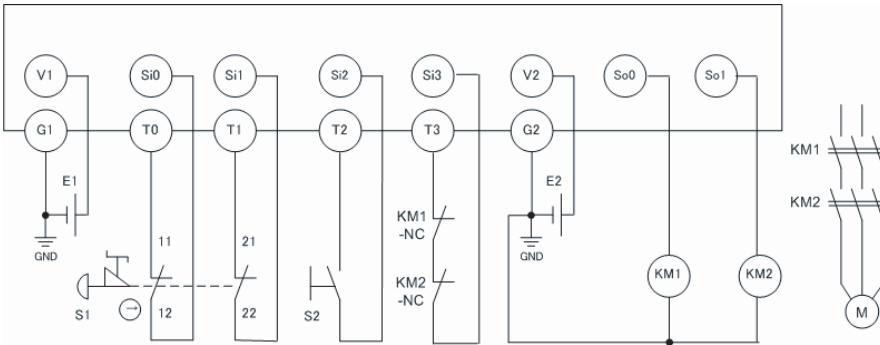 V1 Si0 Si1 Si2 Si3 V2 So0 So1
G1 T0 T1 T2 T3 G2
KM1
E1 E2
KM2
KM1
-NC
GND GND
11 21
KM2
-NC
KM1 KM2
S1 12 22 S2
M